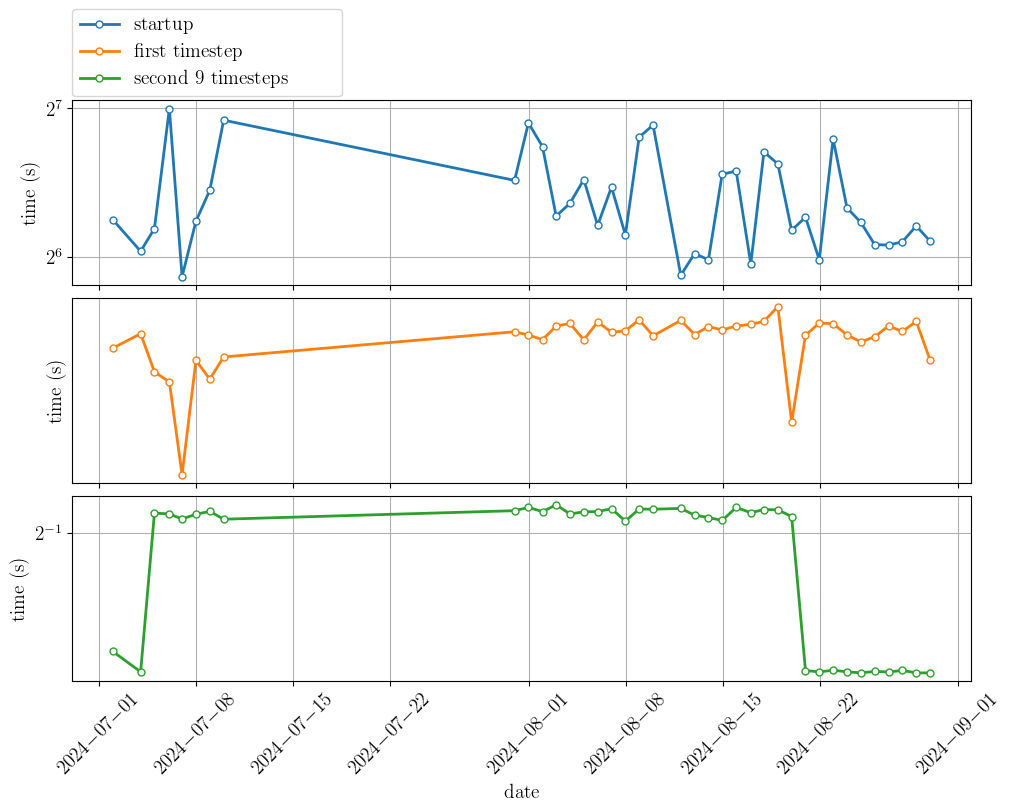 startup
first timestep
second 9 timesteps
2^7
2^6
time (s)
time (s)
2^{-1}
time (s)
2024−07−01
2024−07−08
2024−07−15
2024−07−22
2024−08−01
2024−08−08
2024−08−15
2024−08−22
2024−09−01
date